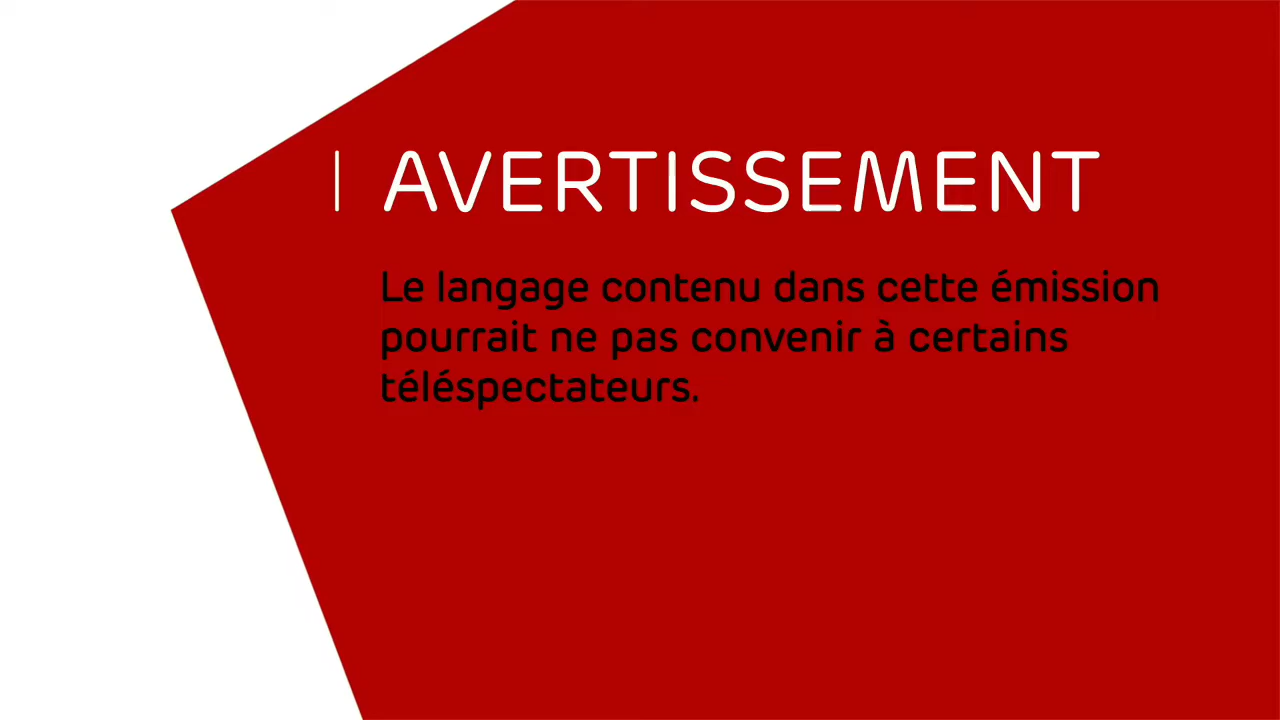 AVERTISSEMENT
Le langage contenu dans cette émission
pourrait ne pas convenir à certains
téléspectateurs.